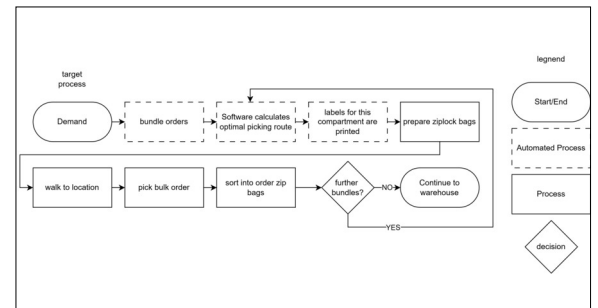 target
process
legnend
Demand
bundle orders
Software calculates
optimal picking route
labels for this
compartment are
printed
prepare ziplock bags
Start/End
Automated Process
walk to location
pick bulk order
sort into order zip
bags
further
bundles?
NO
Continue to
warehouse
Process
YES
decision